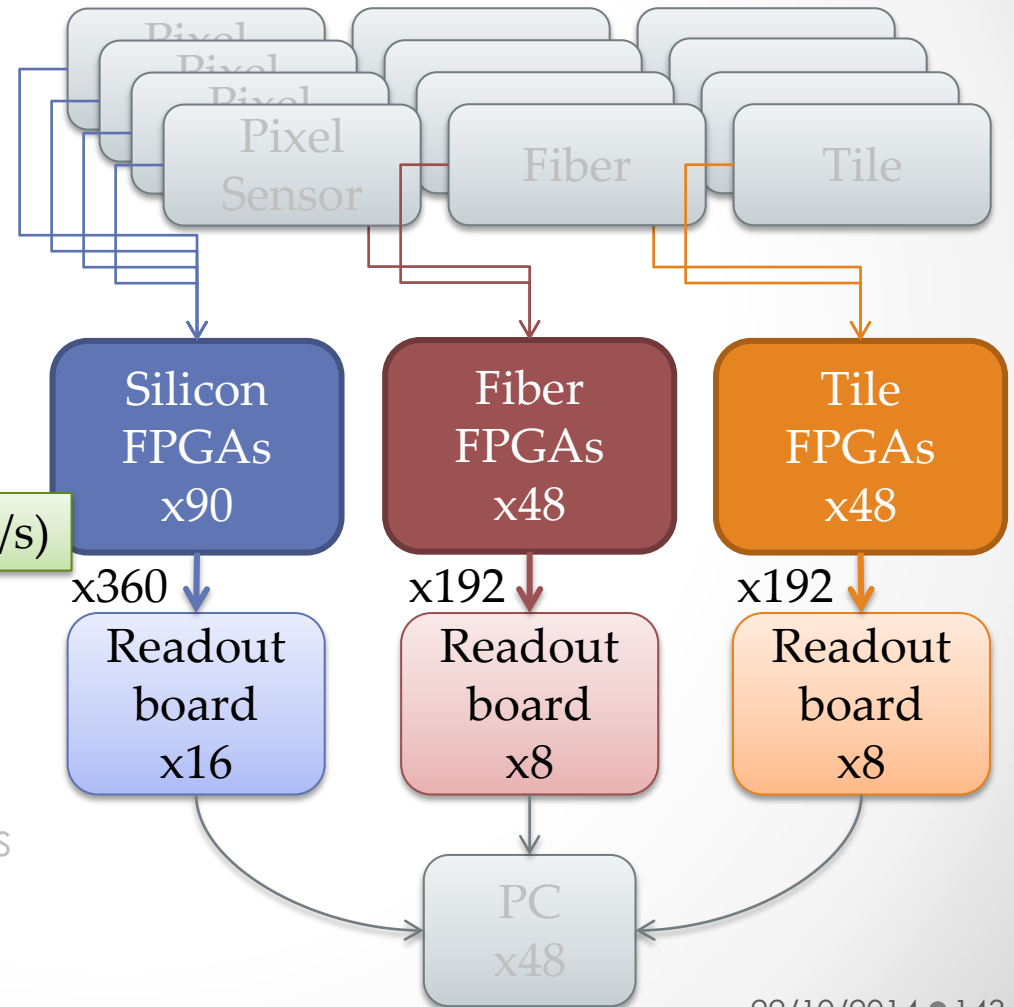 Pixel
Pixel
Pixel
Pixel
Sensor
Fiber
Tile
Silicon
FPGAs
x90
Fiber
FPGAs
x48
Tile
FPGAs
x48
/s)
x360
x192
x192
Readout
board
x16
Readout
board
x8
Readout
board
x8
s
PC
x48